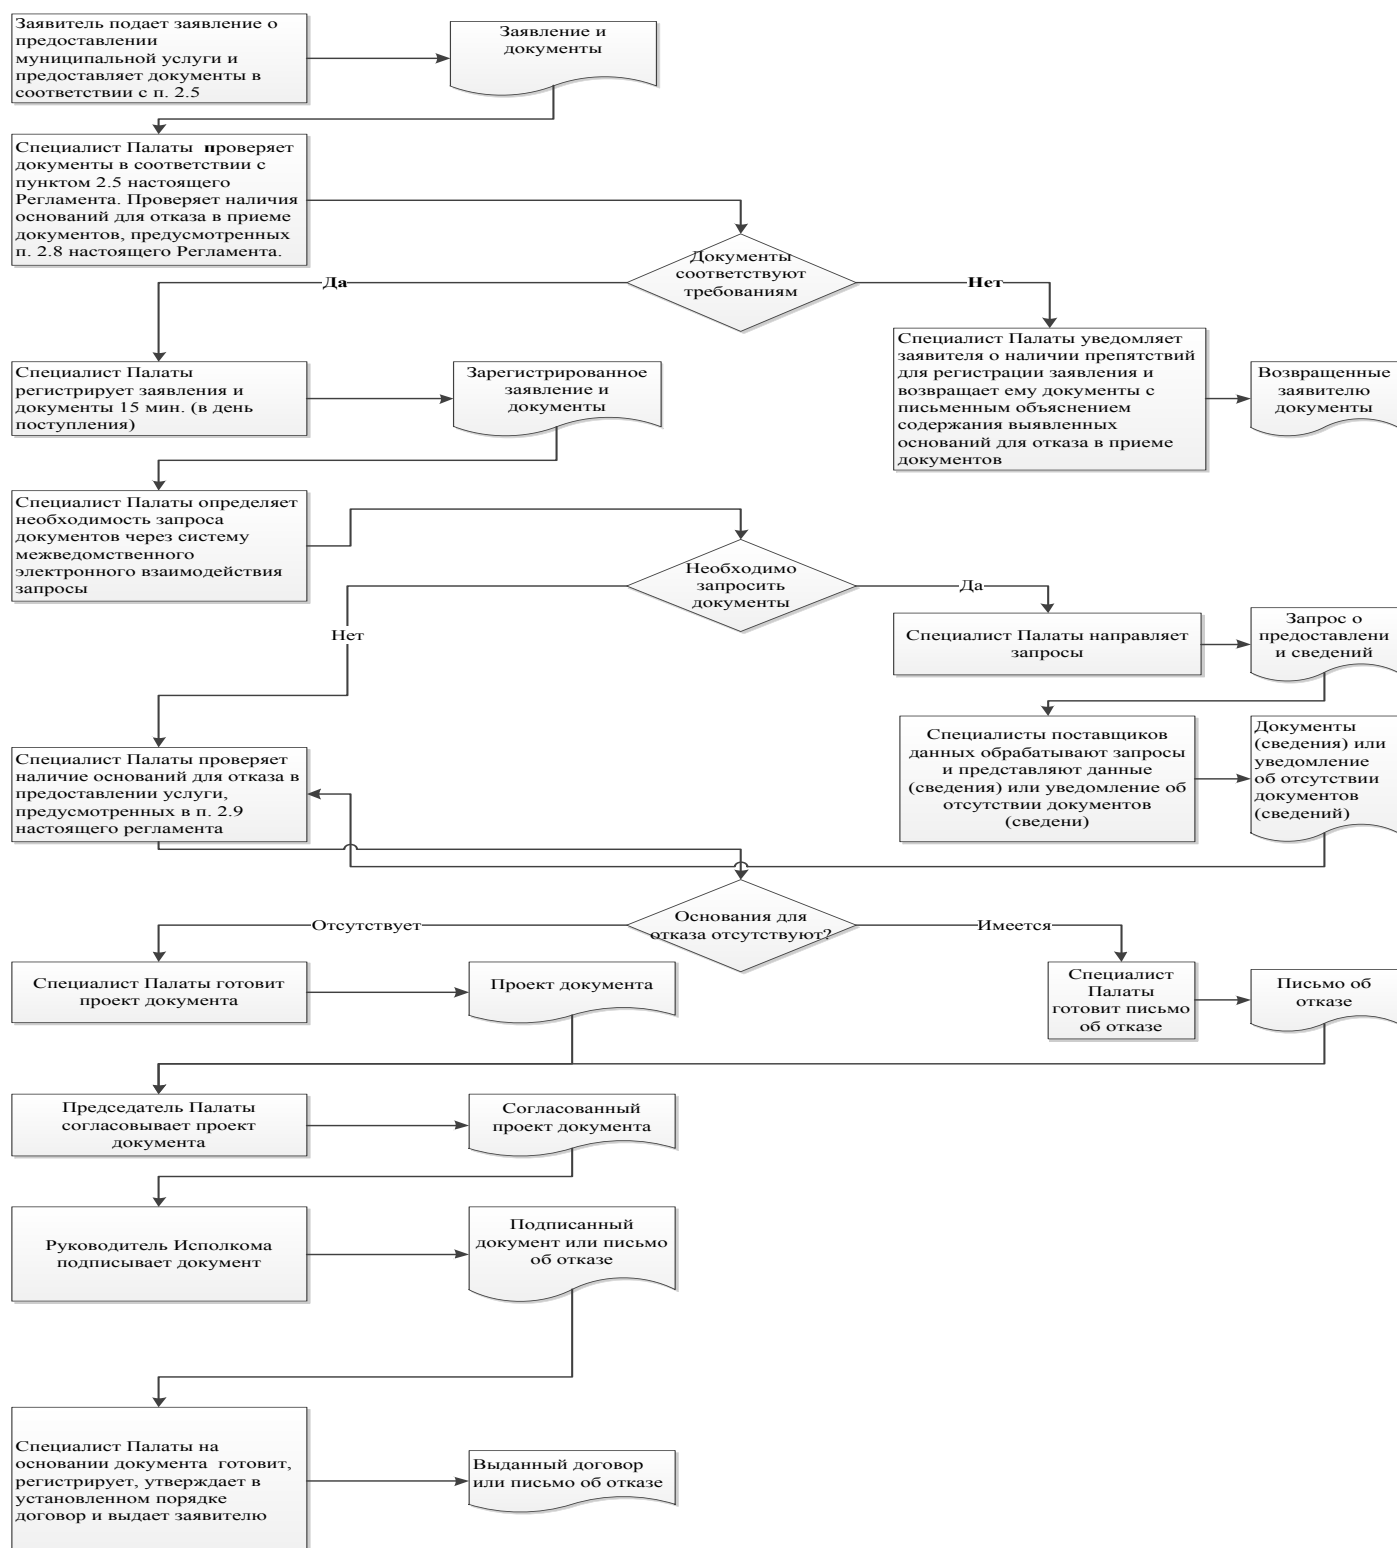 Заявитель подает заявление о
предоставлении
муниципальной услуги и
предоставляет документы в
соответствии с п. 2.5
Заявление и
документы
Специалист Палаты проверяет
документы в соответствии с
пунктом 2.5 настоящего
Регламента. Проверяет наличия
оснований для отказа в приеме
документов, предусмотренных
п. 2.8 настоящего Регламента.
Документы
соответствуют
требованиям
Да
Нет
Специалист Палаты
регистрирует заявления и
документы 15 мин. (в день
поступления)
Зарегистрированное
заявление и
документы
Специалист Палаты уведомляет
заявителя о наличии препятствий
для регистрации заявления и
возвращает ему документы с
письменным объяснением
содержания выявленных
оснований для отказа в приеме
документов
Возвращенные
заявителю
документы
Специалист Палаты определяет
необходимость запроса
документов через систему
межведомственного
электронного взаимодействия
запросы
Необходимо
запросить
документы
Да
Нет
Специалист Палаты направляет
запросы
Запрос о
предоставлени
и сведений
Специалисты поставщиков
данных обрабатывают запросы
и представляют данные
(сведения) или уведомление об
отсутствии документов
(сведени)
Документы
(сведения) или
уведомление
об отсутствии
документов
(сведений)
Специалист Палаты проверяет
наличие оснований для отказа в
предоставлении услуги,
предусмотренных в п. 2.9
настоящего регламента
Основания для
отказа отсутствуют?
Отсутствует
Имеется
Специалист Палаты готовит
проект документа
Проект документа
Специалист
Палаты
готовит письмо
об отказе
Письмо об
отказе
Председатель Палаты
согласовывает проект
документа
Согласованный
проект документа
Руководитель Исполкома
подписывает документ
Подписанный
документ или письмо
об отказе
Специалист Палаты на
основании документа готовит,
регистрирует, утверждает в
установленном порядке
договор и выдает заявителю
Выданный договор
или письмо об отказе